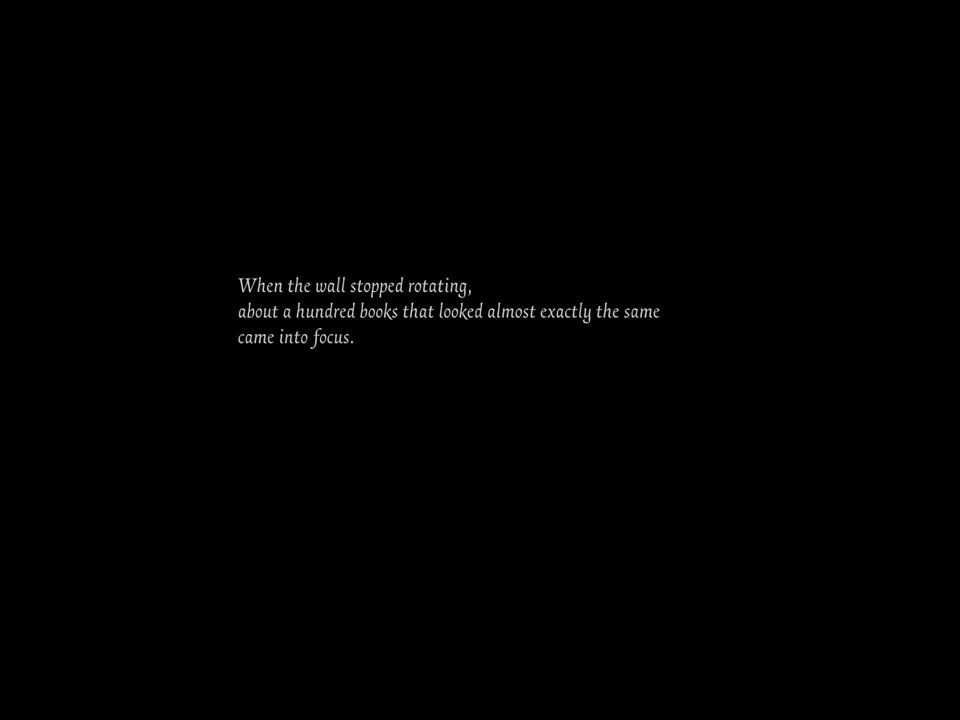 When the wall stopped rotating,
about a hundred books that looked almost exactly the same
came into focus.